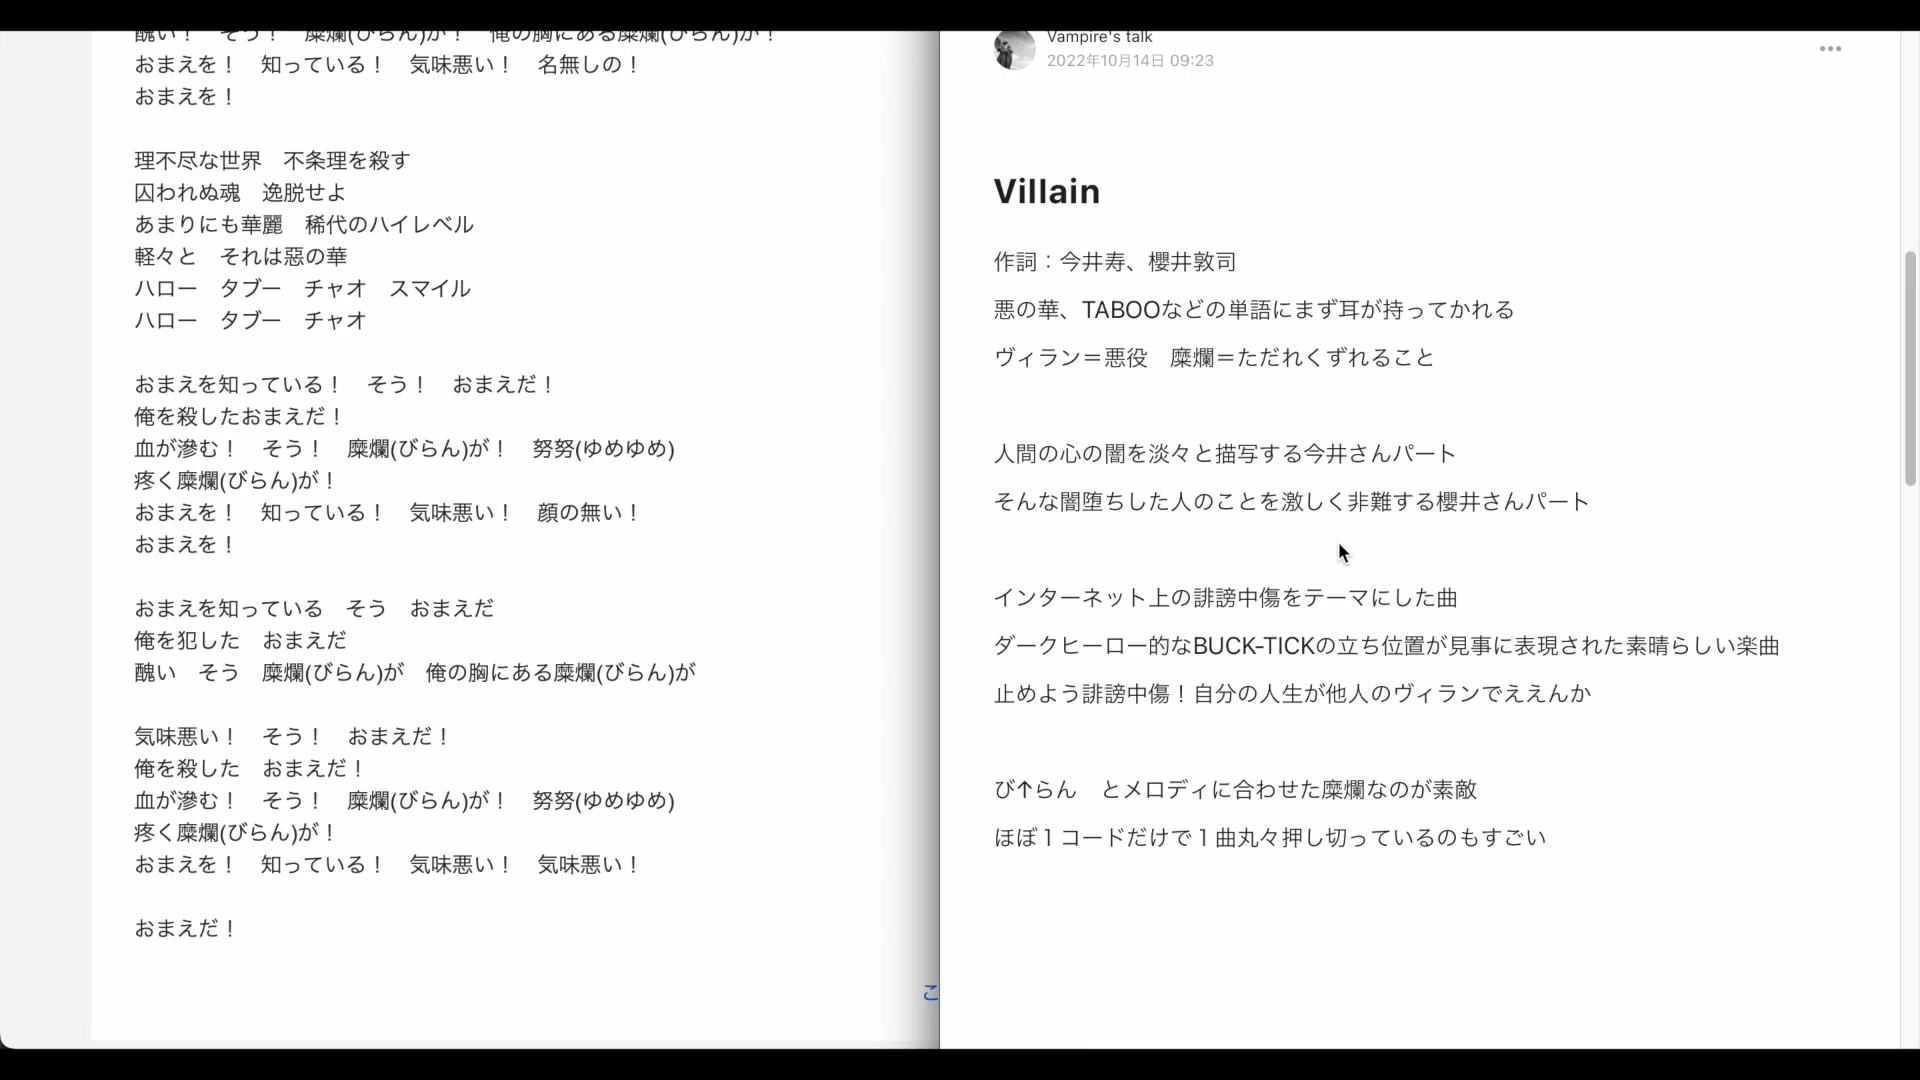 醜い！　そう！　糜爛(びらん)が！　俺の胸にある糜爛(びらん)が！
おまえを！　知っている！　気味悪い！　名無しの！
おまえを！
理不尽な世界　不条理を殺す
囚われぬ魂　逸脱せよ
あまりにも華麗　稀代のハイレベル
軽々と　それは惡の華
ハロー　タブー　チャオ　スマイル
ハロー　タブー　チャオ
おまえを知っている！　そう！　おまえだ！
俺を殺したおまえだ！
血が滲む！　そう！　糜爛(びらん)が！　努努(ゆめゆめ)
疼く糜爛(びらん)が！
おまえを！　知っている！　気味悪い！　顔の無い！
おまえを！
おまえを知っている　そう　おまえだ
俺を犯した　おまえだ
醜い　そう　糜爛(びらん)が　俺の胸にある糜爛(びらん)が
気味悪い！　そう！　おまえだ！
俺を殺した　おまえだ！
血が滲む！　そう！　糜爛(びらん)が！　努努(ゆめゆめ)
疼く糜爛(びらん)が！
おまえを！　知っている！　気味悪い！　気味悪い！
おまえだ！
こ
Vampire's talk
2022年10月14日 09:23
Villain
作詞：今井寿、櫻井敦司
悪の華、TABOOなどの単語にまず耳が持ってかれる
ヴィラン＝悪役　糜爛＝ただれくずれること
人間の心の闇を淡々と描写する今井さんパート
そんな闇堕ちした人のことを激しく非難する櫻井さんパート
インターネット上の誹謗中傷をテーマにした曲
ダークヒーロー的なBUCK-TICKの立ち位置が見事に表現された素晴らしい楽曲
止めよう誹謗中傷！自分の人生が他人のヴィランでええんか
び↑らん　とメロディに合わせた糜爛なのが素敵
ほぼ１コードだけで１曲丸々押し切っているのもすごい